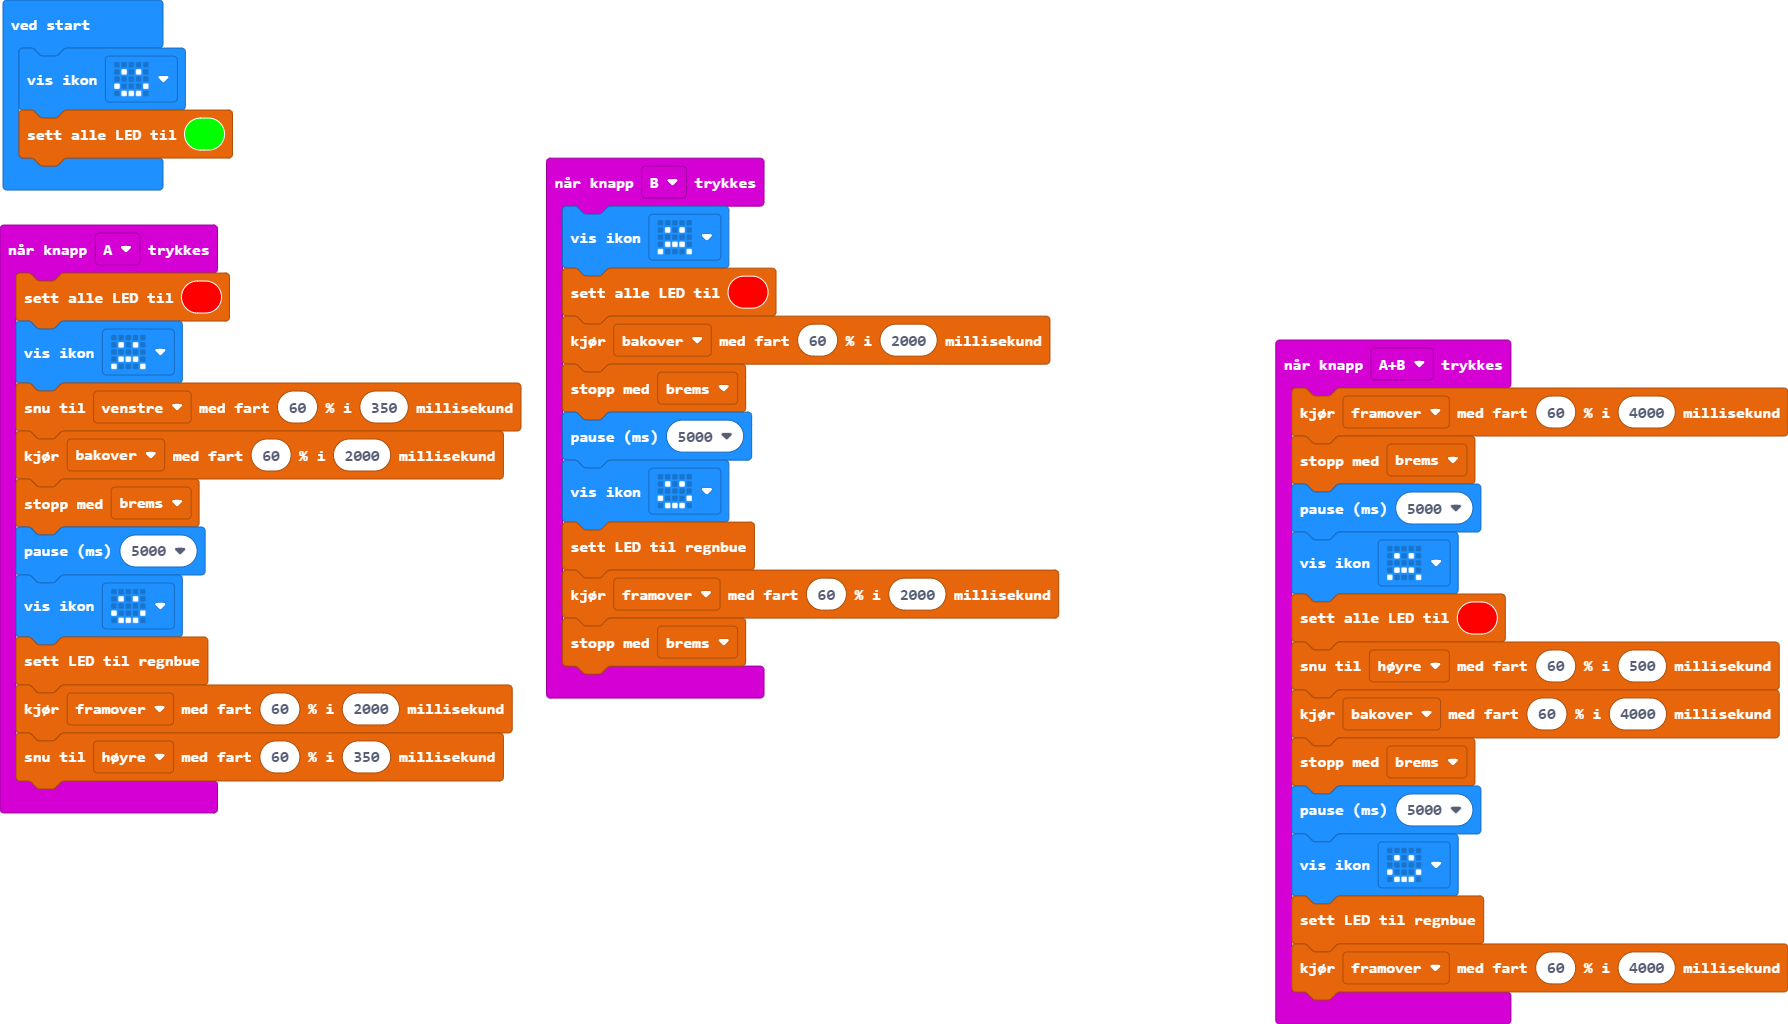 ved start
vis ikon
sett alle LED til
når knapp A trykkes
sett alle LED til
vis ikon
snu til venstre med fart 60 % i 350 millisekund
kjør bakover med fart 60 % i 2000 millisekund
stopp med brems
pause (ms) 5000
vis ikon
sett LED til regnbue
kjør framover med fart 60 % i 2000 millisekund
snu til høyre med fart 60 % i 350 millisekund
når knapp B trykkes
vis ikon
sett alle LED til
kjør bakover med fart 60 % i 2000 millisekund
stopp med brems
pause (ms) 5000
vis ikon
sett LED til regnbue
kjør framover med fart 60 % i 2000 millisekund
stopp med brems
når knapp A+B trykkes
kjør framover med fart 60 % i 4000 millisekund
stopp med brems
pause (ms) 5000
vis ikon
sett alle LED til
snu til høyre med fart 60 % i 500 millisekund
kjør bakover med fart 60 % i 4000 millisekund
stopp med brems
pause (ms) 5000
vis ikon
sett LED til regnbue
kjør framover med fart 60 % i 4000 millisekund